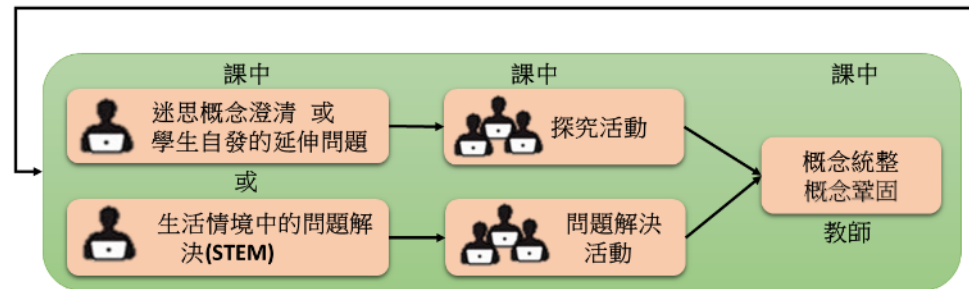 課中
課中
課中
迷思概念澄清 或
學生自發的延伸問題
探究活動
或
生活情境中的問題解
決(STEM)
問題解決
活動
概念統整
概念鞏固
教師